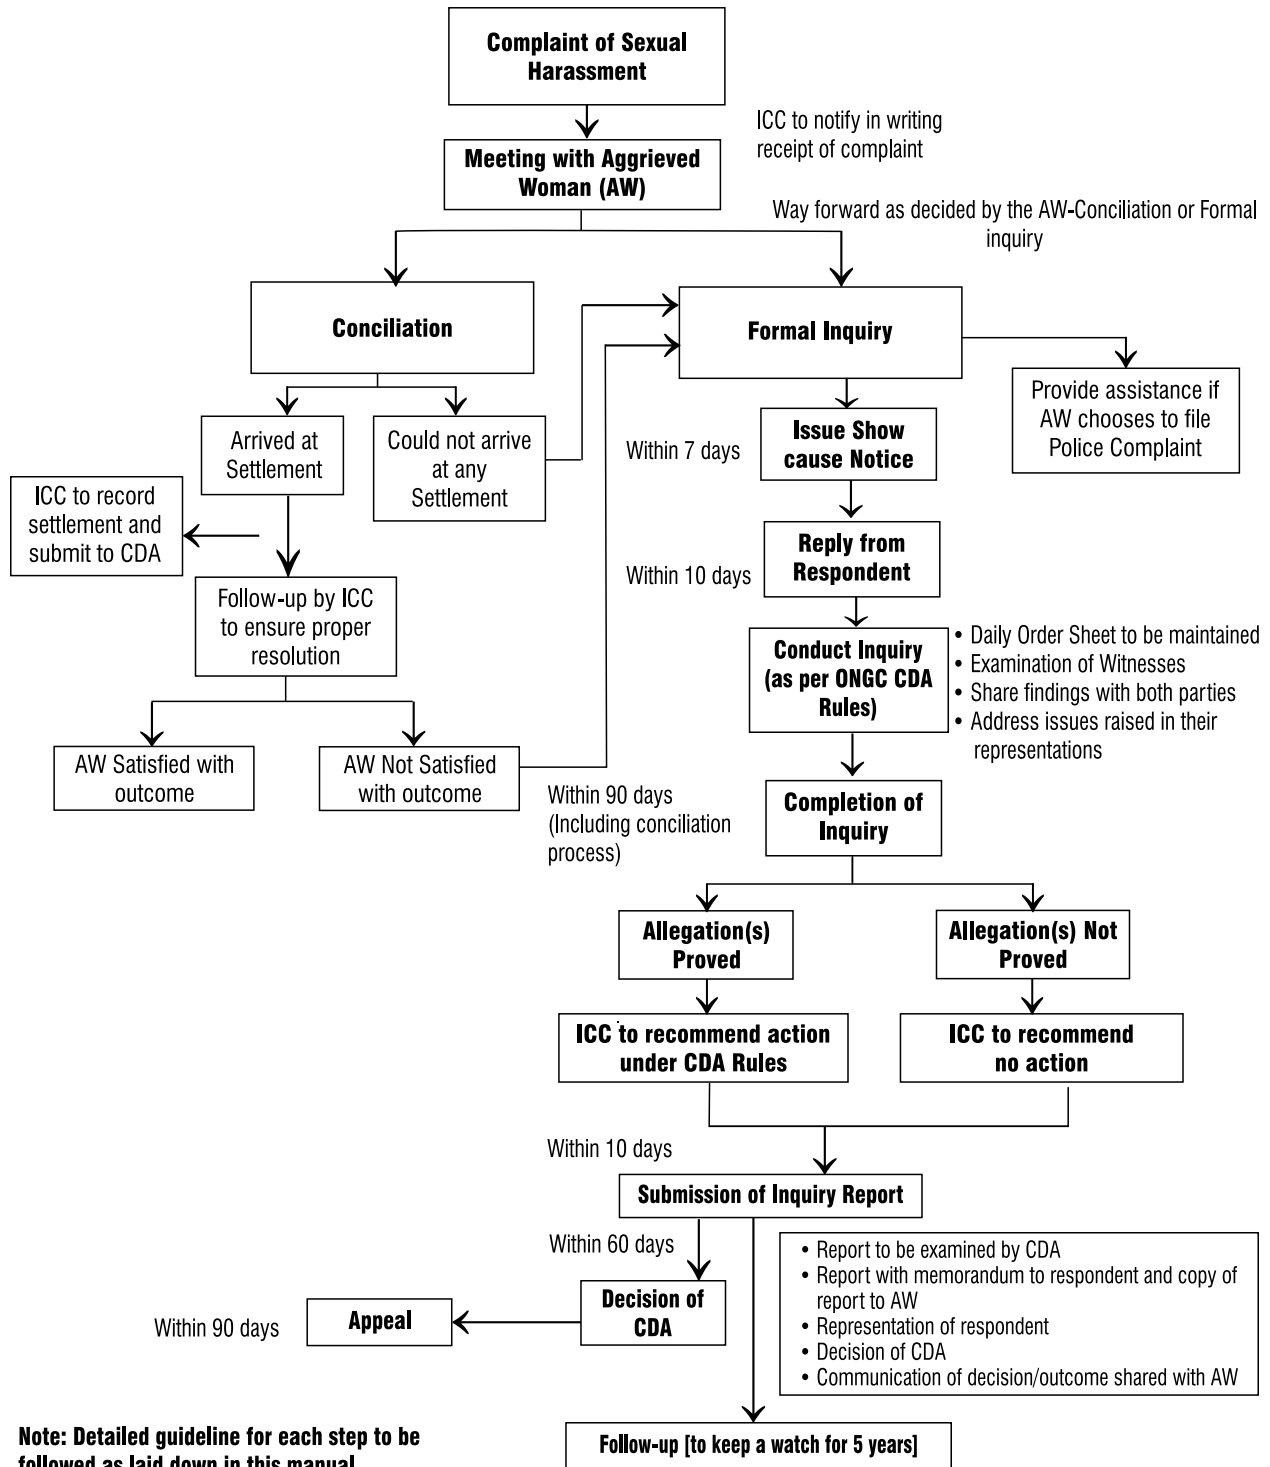 Complaint of Sexual
Harassment
ICC to notify in writing
receipt of complaint
Meeting with Aggrieved
Woman (AW)
Way forward as decided by the AW-Conciliation or Formal
inquiry
Conciliation
Formal Inquiry
Arrived at
Settlement
Could not arrive
at any
Settlement
Provide assistance if
AW chooses to file
Police Complaint
Within 7 days
Issue Show
cause Notice
ICC to record
settlement and
submit to CDA
Within 10 days
Reply from
Respondent
Follow-up by ICC
to ensure proper
resolution
Conduct Inquiry
(as per ONGC CDA
Rules)
• Daily Order Sheet to be maintained
• Examination of Witnesses
• Share findings with both parties
• Address issues raised in their
representations
AW Satisfied with
outcome
AW Not Satisfied
with outcome
Within 90 days
(Including conciliation
process)
Completion of
Inquiry
Allegation(s)
Proved
Allegation(s) Not
Proved
ICC to recommend action
under CDA Rules
ICC to recommend
no action
Within 10 days
Submission of Inquiry Report
Within 60 days
• Report to be examined by CDA
• Report with memorandum to respondent and copy of
report to AW
• Representation of respondent
• Decision of CDA
• Communication of decision/outcome shared with AW
Decision of
CDA
Appeal
Within 90 days
Note: Detailed guideline for each step to be
followed as laid down in this manual
Follow-up [to keep a watch for 5 years]